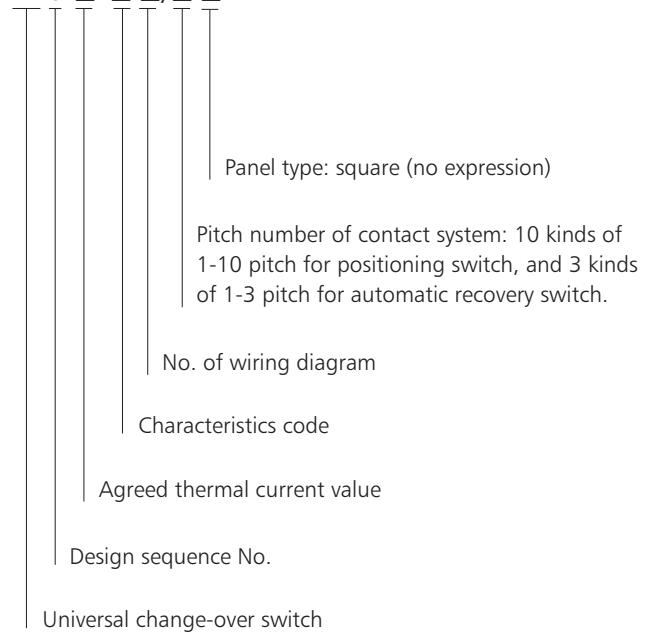 Panel type: square (no expression)
Pitch number of contact system: 10 kinds of
1-10 pitch for positioning switch, and 3 kinds
of 1-3 pitch for automatic recovery switch.
No. of wiring diagram
Characteristics code
Agreed thermal current value
Design sequence No.
Universal change-over switch